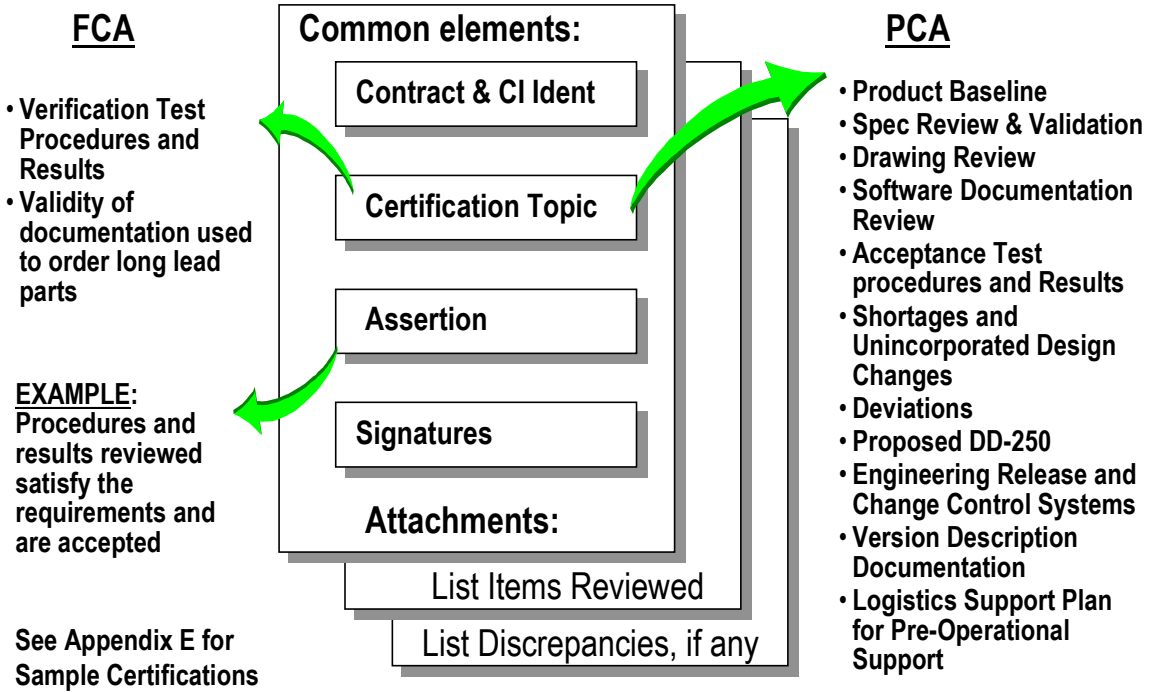 FCA
• Verification Test
Procedures and
Results
• Validity of
documentation used
to order long lead
parts
EXAMPLE:
Procedures and
results reviewed
satisfy the
requirements and
are accepted
See Appendix E for
Sample Certifications
Common elements:
Contract & CI Ident
Certification Topic
Assertion
Signatures
Attachments:
List Items Reviewed
List Discrepancies, if any
PCA
• Product Baseline
• Spec Review & Validation
• Drawing Review
• Software Documentation
Review
• Acceptance Test
procedures and Results
• Shortages and
Unincorporated Design
Changes
• Deviations
• Proposed DD-250
• Engineering Release and
Change Control Systems
• Version Description
Documentation
• Logistics Support Plan
for Pre-Operational
Support